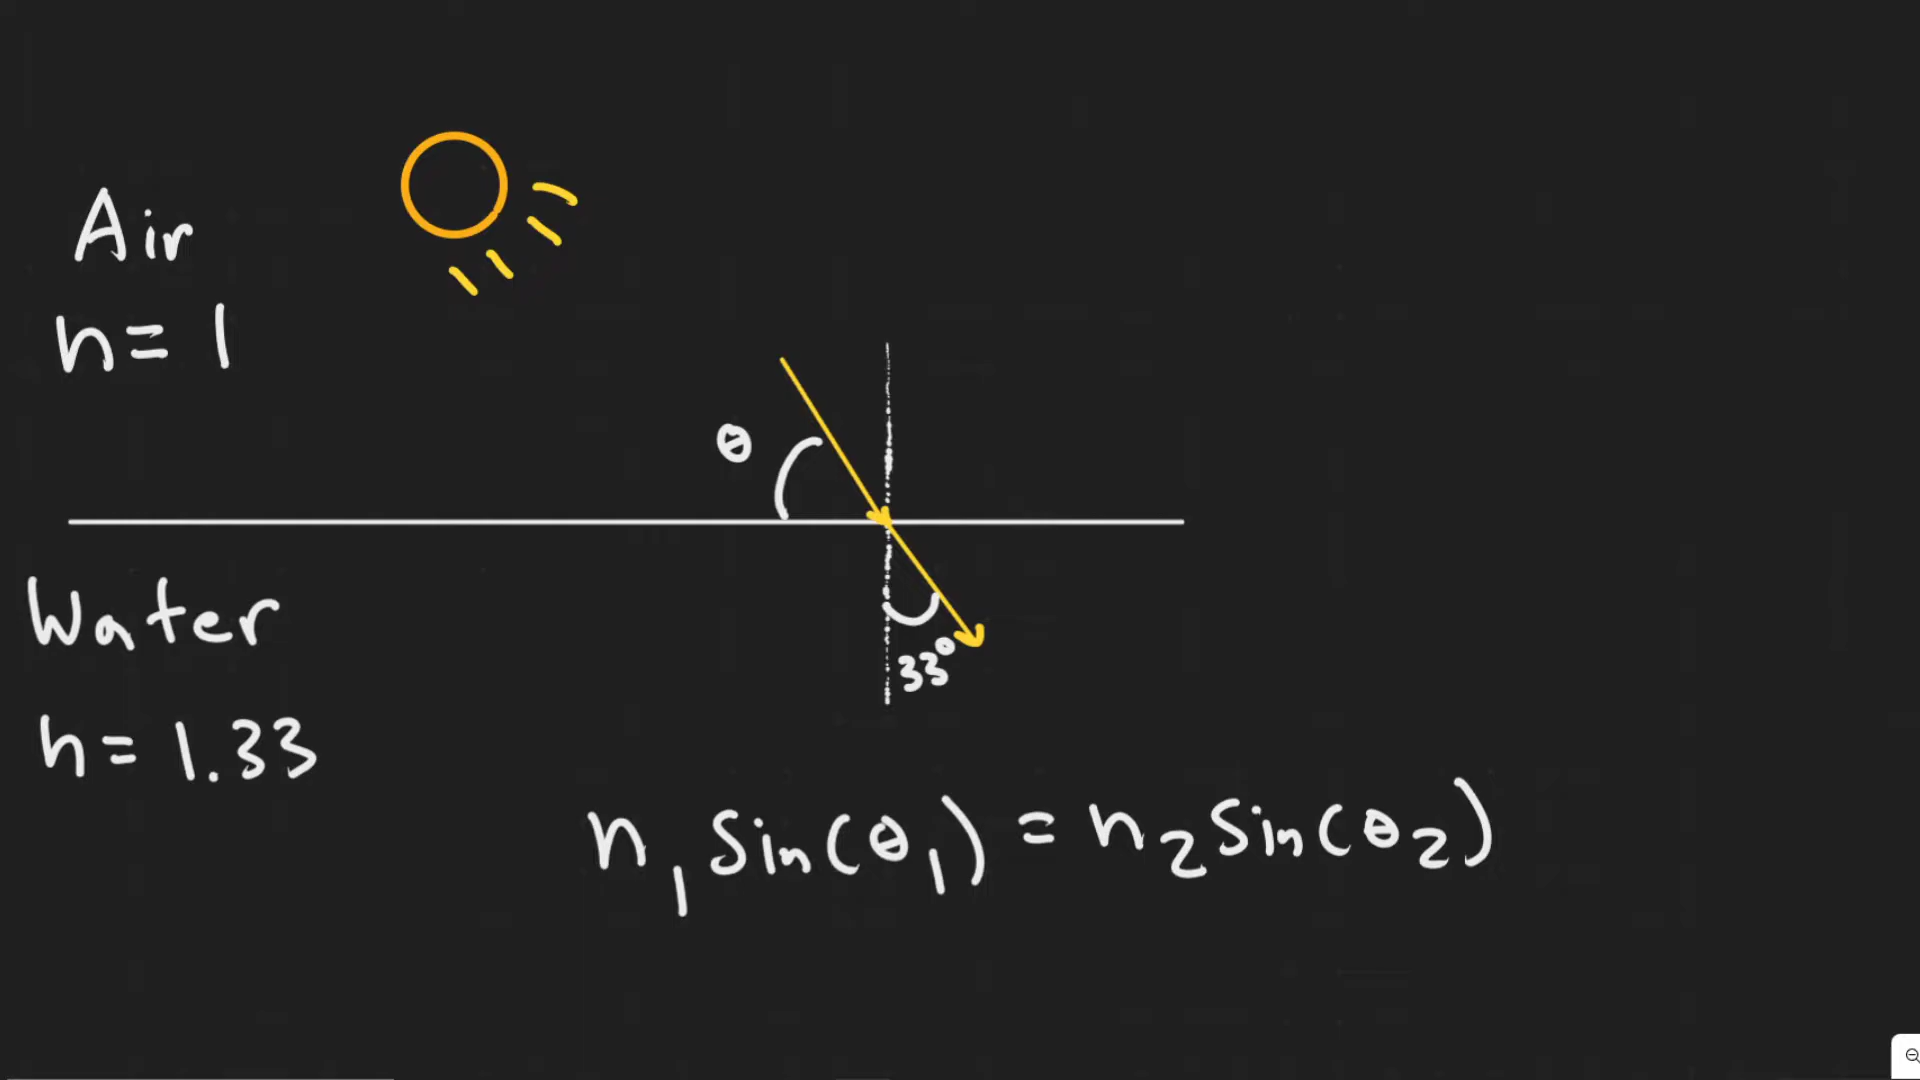 Air
n = 1
θ
Water
33°
n = 1.33
n₁ sin(θ₁) = n₂ sin(θ₂)